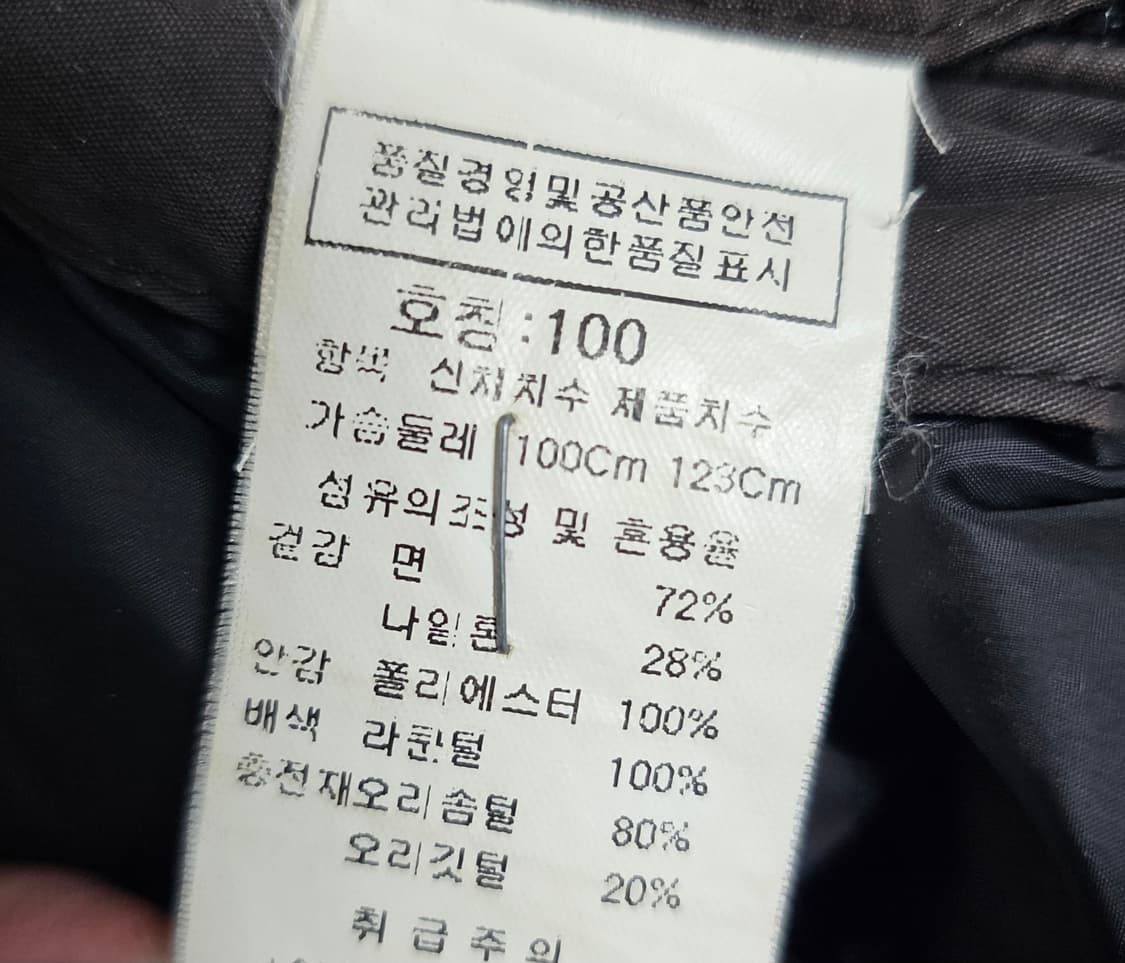 품질경영및공산품안전
관리법에의한품질표시
호칭:100
항목 신체치수 제품치수
가슴둘레 100Cm 123Cm
섬유의조성 및 혼용율
겉감 면 72%
나일론 28%
안감 폴리에스터 100%
배색 라쿤털 100%
충전재오리솜털 80%
오리깃털 20%
취급주의